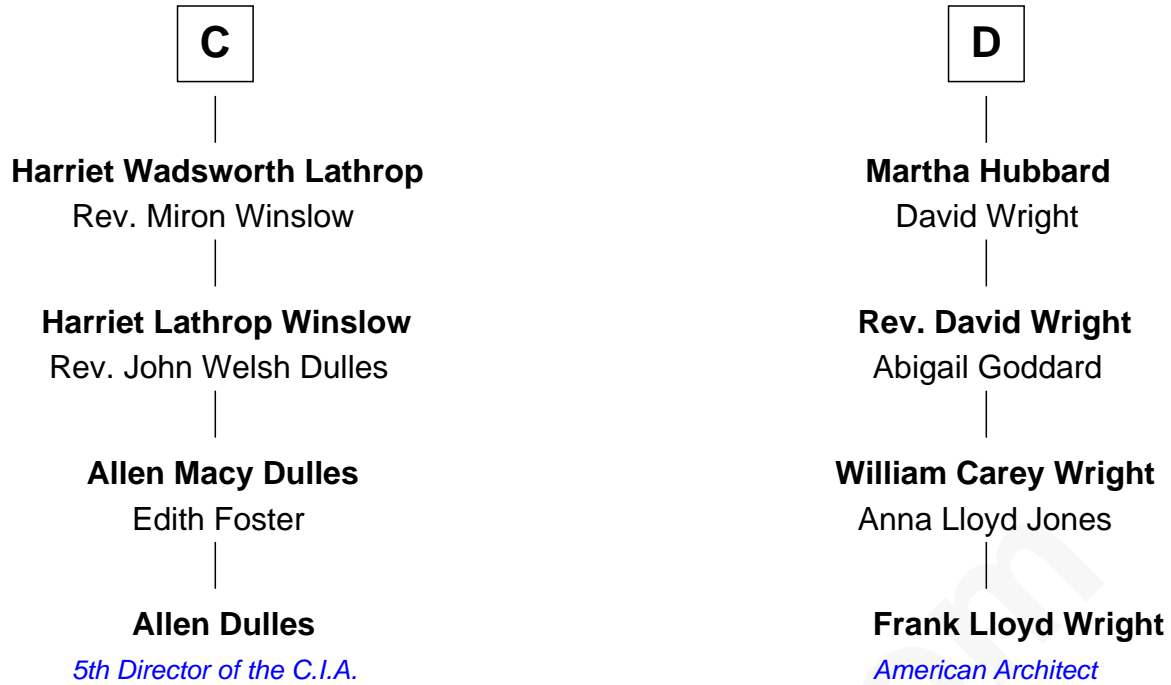 C
Harriet Wadsworth Lathrop
Rev. Miron Winslow
Harriet Lathrop Winslow
Rev. John Welsh Dulles
Allen Macy Dulles
Edith Foster
Allen Dulles
5th Director of the C.I.A.
D
Martha Hubbard
David Wright
Rev. David Wright
Abigail Goddard
William Carey Wright
Anna Lloyd Jones
Frank Lloyd Wright
American Architect